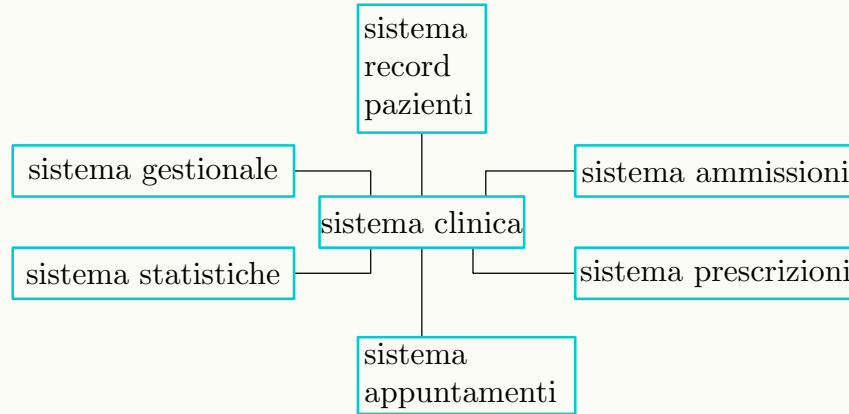 sistema
record
pazienti
sistema gestionale
sistema ammissioni
sistema clinica
sistema statistiche
sistema prescrizioni
sistema
appuntamenti